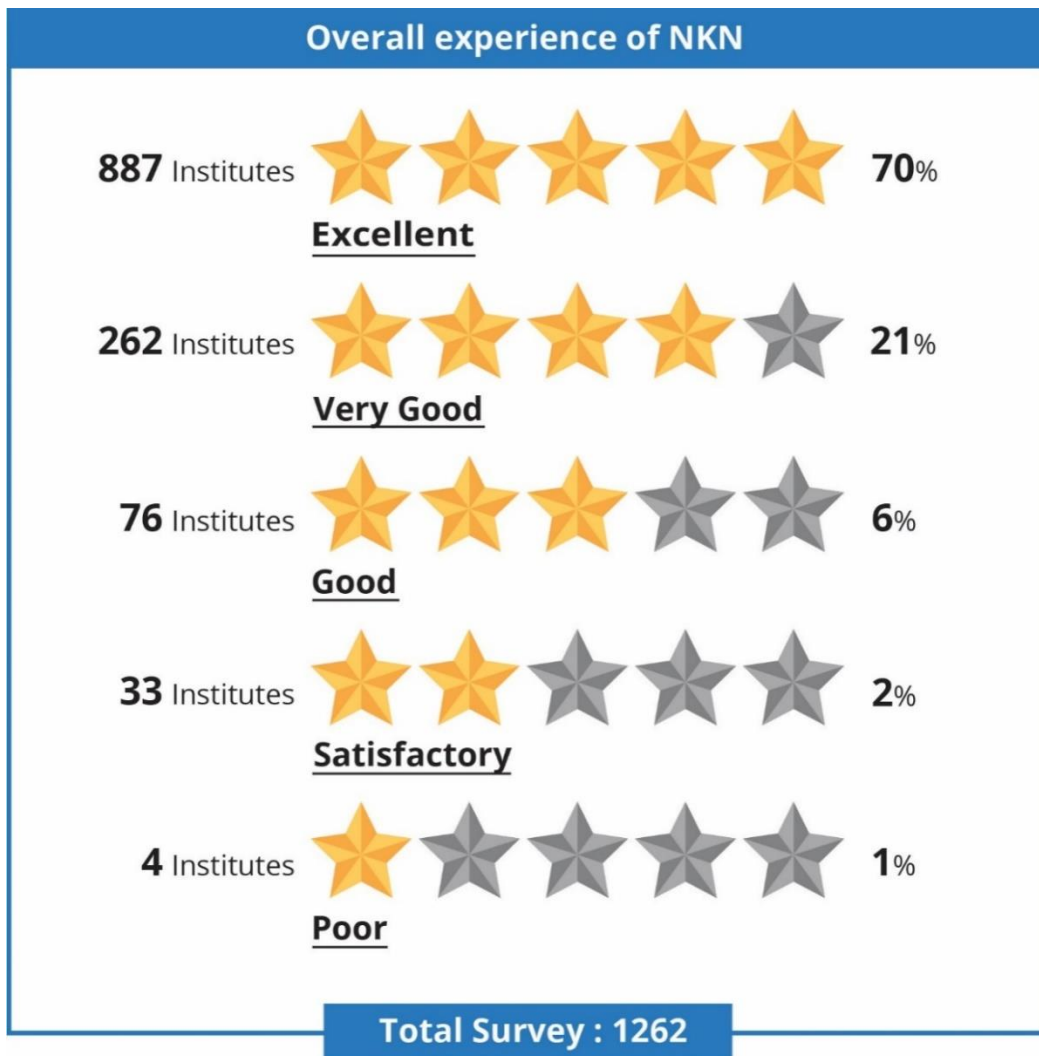 Overall experience of NKN
887 Institutes 70%
Excellent
262 Institutes 21%
Very Good
76 Institutes 6%
Good
33 Institutes 2%
Satisfactory
4 Institutes 1%
Poor
Total Survey : 1262